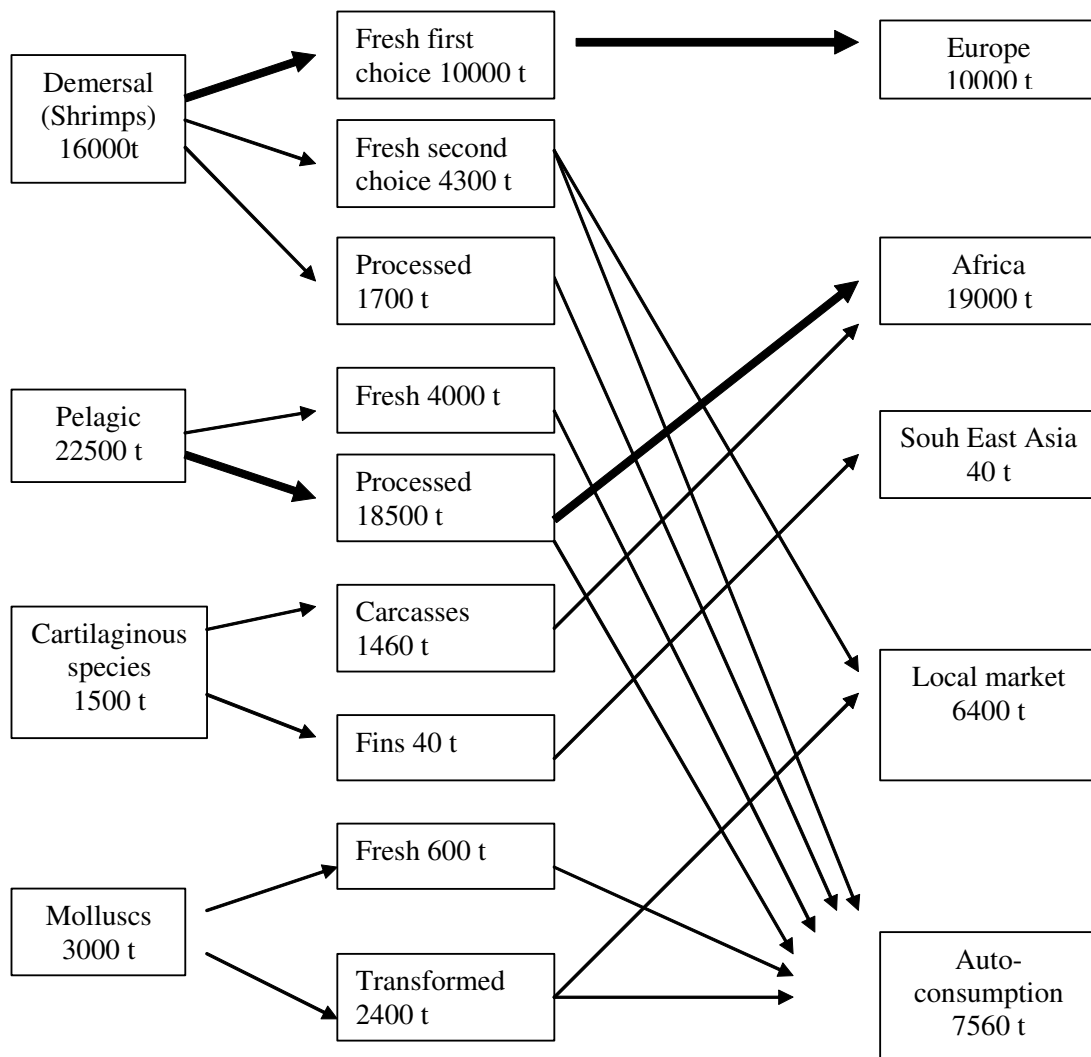 Demersal
(Shrimps)
16000t
Pelagic
22500 t
Cartilaginous
species
1500 t
Molluscs
3000 t
Fresh first
choice 10000 t
Fresh second
choice 4300 t
Processed
1700 t
Fresh 4000 t
Processed
18500 t
Carcasses
1460 t
Fins 40 t
Fresh 600 t
Transformed
2400 t
Europe
10000 t
Africa
19000 t
Souh East Asia
40 t
Local market
6400 t
Auto-
consumption
7560 t